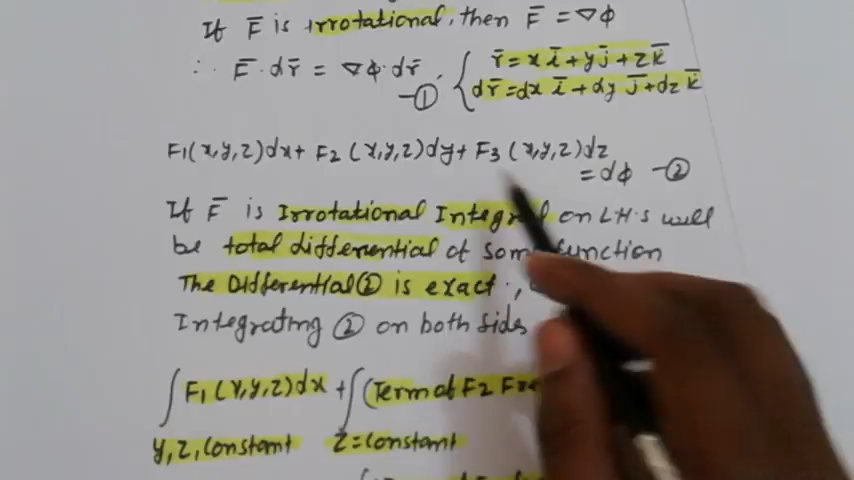 If F̄ is irrotational, then F̄ = ∇ϕ
∴ F̄·dr̄ = ∇ϕ·dr̄ —① { r̄ = xī + yj̄ + zk̄
dr̄ = dx ī + dy j̄ + dz k̄
F1(x,y,z)dx + F2 (x,y,z)dy + F3 (x,y,z)dz
= dϕ —②
If F̄ is Irrotational Integral on LHS will
be total differential of some function
The Differential ② is exact.,
Integrating ② on both sides
∫ F1(x,y,z)dx + ∫ (Term of F2
y,z,constant z=constant